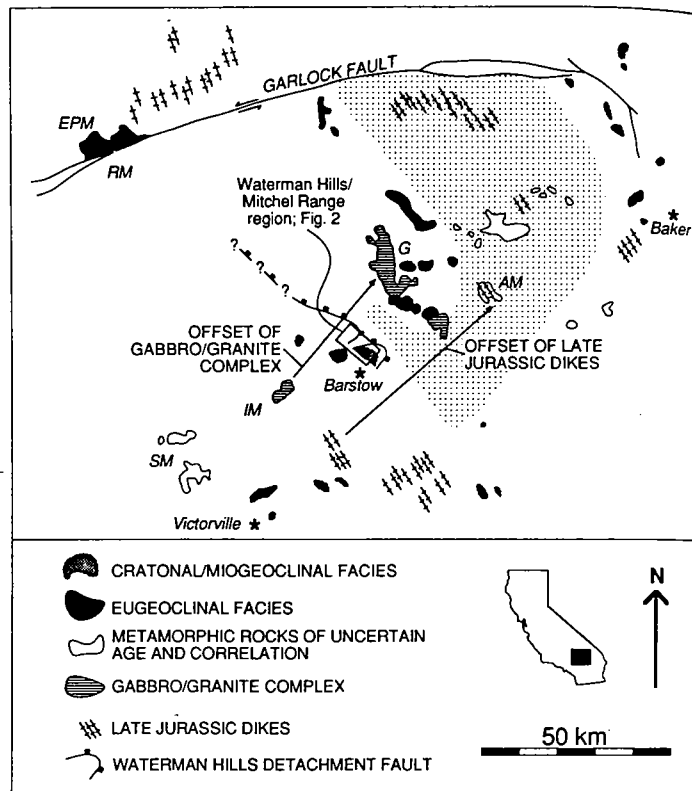 GARLOCK FAULT
EPM
RM
Waterman Hills/
Mitchel Range
region; Fig. 2
Baker
G
AM
?
?
?
OFFSET OF
GABBRO/GRANITE
COMPLEX
OFFSET OF LATE
JURASSIC DIKES
Barstow
IM
SM
Victorville
CRATONAL/MIOGEOCLINAL FACIES
EUGEOCLINAL FACIES
METAMORPHIC ROCKS OF UNCERTAIN
AGE AND CORRELATION
GABBRO/GRANITE COMPLEX
LATE JURASSIC DIKES
WATERMAN HILLS DETACHMENT FAULT
N
50 km